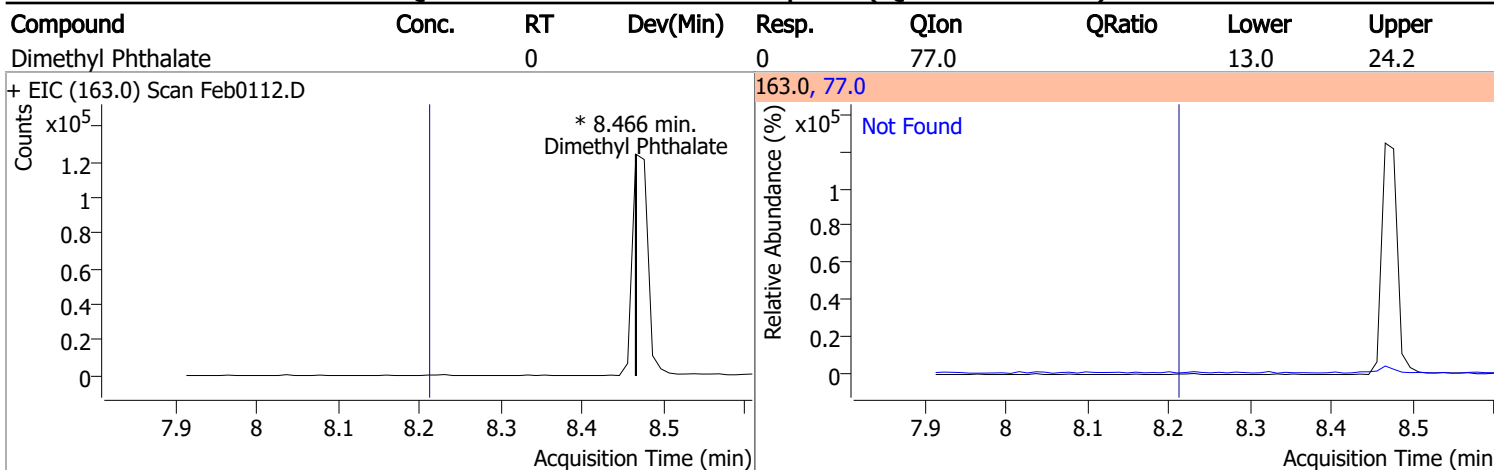 Compound Conc. RT Dev(Min) Resp. QIon QRatio Lower Upper
Dimethyl Phthalate 0 0 77.0 13.0 24.2
+ EIC (163.0) Scan Feb0112.D
163.0, 77.0
Counts
x10^5
* 8.466 min.
Dimethyl Phthalate
1.2
1
0.8
0.6
0.4
0.2
0
7.9 8 8.1 8.2 8.3 8.4 8.5
Acquisition Time (min)
Relative Abundance (%)
x10^5
Not Found
1
0.8
0.6
0.4
0.2
0
7.9 8 8.1 8.2 8.3 8.4 8.5
Acquisition Time (min